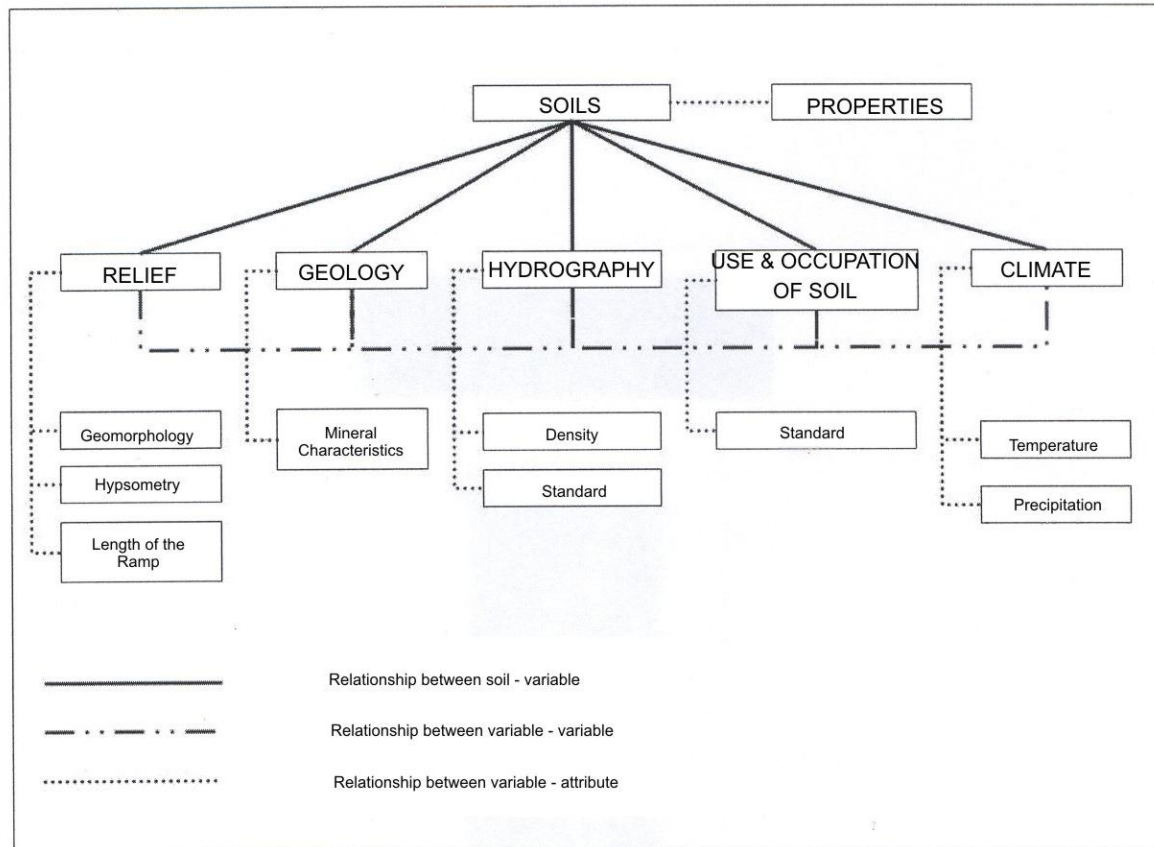 SOILS
PROPERTIES
RELIEF
GEOLOGY
HYDROGRAPHY
USE & OCCUPATION
OF SOIL
CLIMATE
Geomorphology
Hypsometry
Length of the
Ramp
Mineral
Characteristics
Density
Standard
Standard
Temperature
Precipitation
Relationship between soil - variable
Relationship between variable - variable
Relationship between variable - attribute